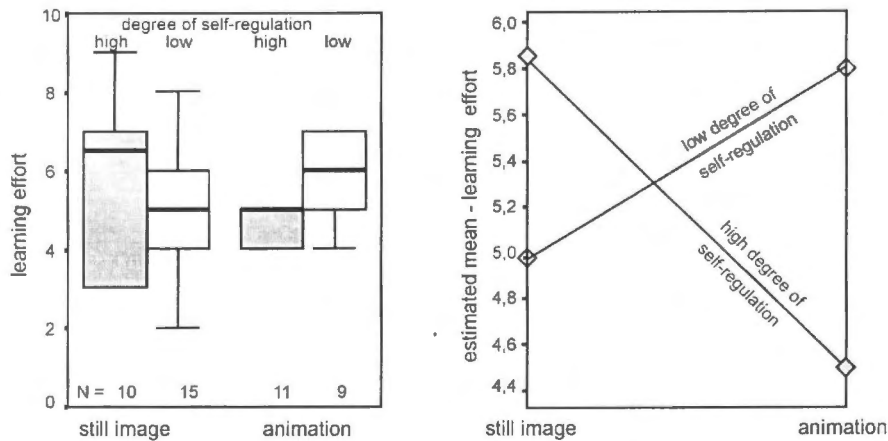 degree of self-regulation
high low high low
learning effort
10
8
6
4
2
0
N = 10 15 11 9
still image animation
estimated mean - learning effort
6,0
5,8
5,6
5,4
5,2
5,0
4,8
4,6
4,4
low degree of
self-regulation
high degree of
self-regulation
still image animation